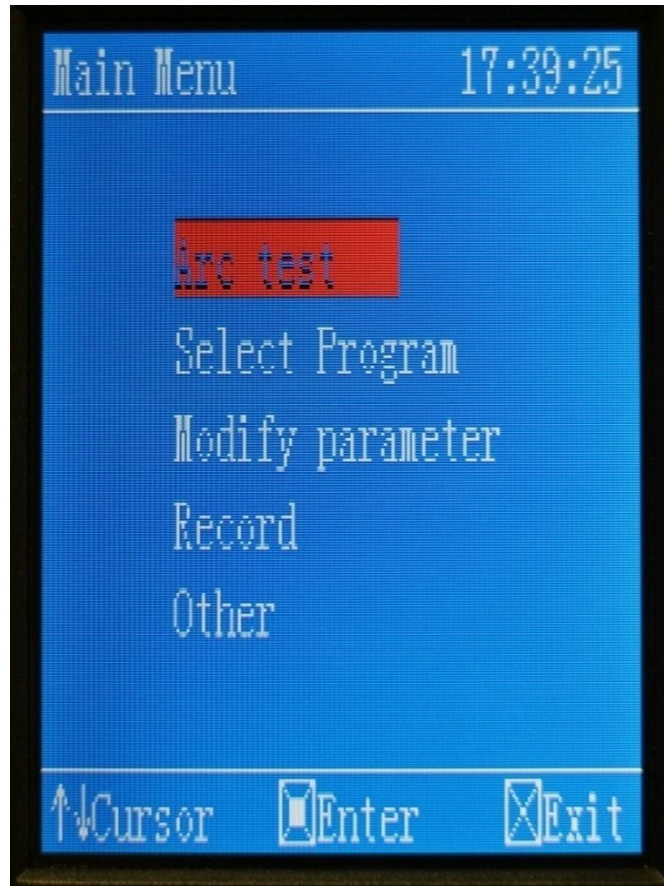 Main Menu 17:39:25
Arc test
Select Program
Modify parameter
Record
Other
↑↓Cursor Enter Exit